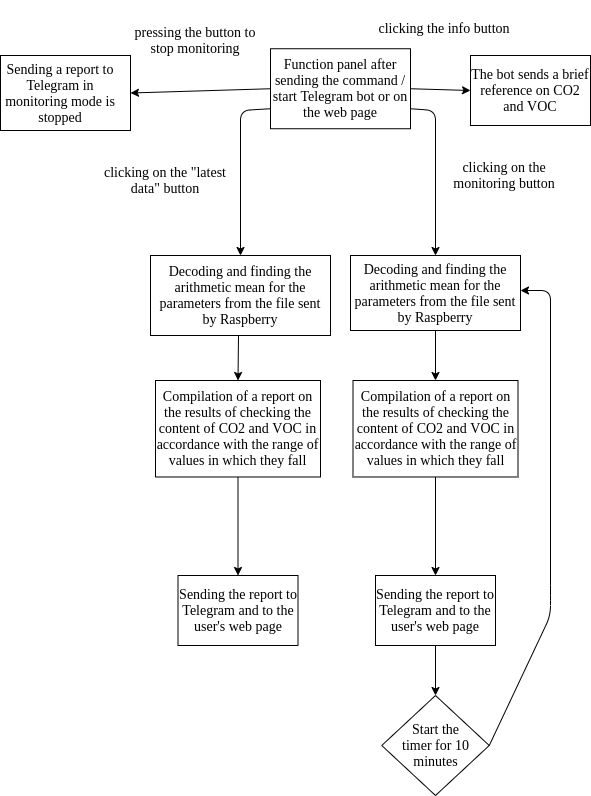 pressing the button to
stop monitoring
clicking the info button
Sending a report to
Telegram in
monitoring mode is
stopped
Function panel after
sending the command /
start Telegram bot or on
the web page
The bot sends a brief
reference on CO2
and VOC
clicking on the "latest
data" button
clicking on the
monitoring button
Decoding and finding the
arithmetic mean for the
parameters from the file sent
by Raspberry
Decoding and finding the
arithmetic mean for the
parameters from the file sent
by Raspberry
Compilation of a report on
the results of checking the
content of CO2 and VOC in
accordance with the range of
values in which they fall
Compilation of a report on
the results of checking the
content of CO2 and VOC in
accordance with the range of
values in which they fall
Sending the report to
Telegram and to the
user's web page
Sending the report to
Telegram and to the
user's web page
Start the
timer for 10
minutes